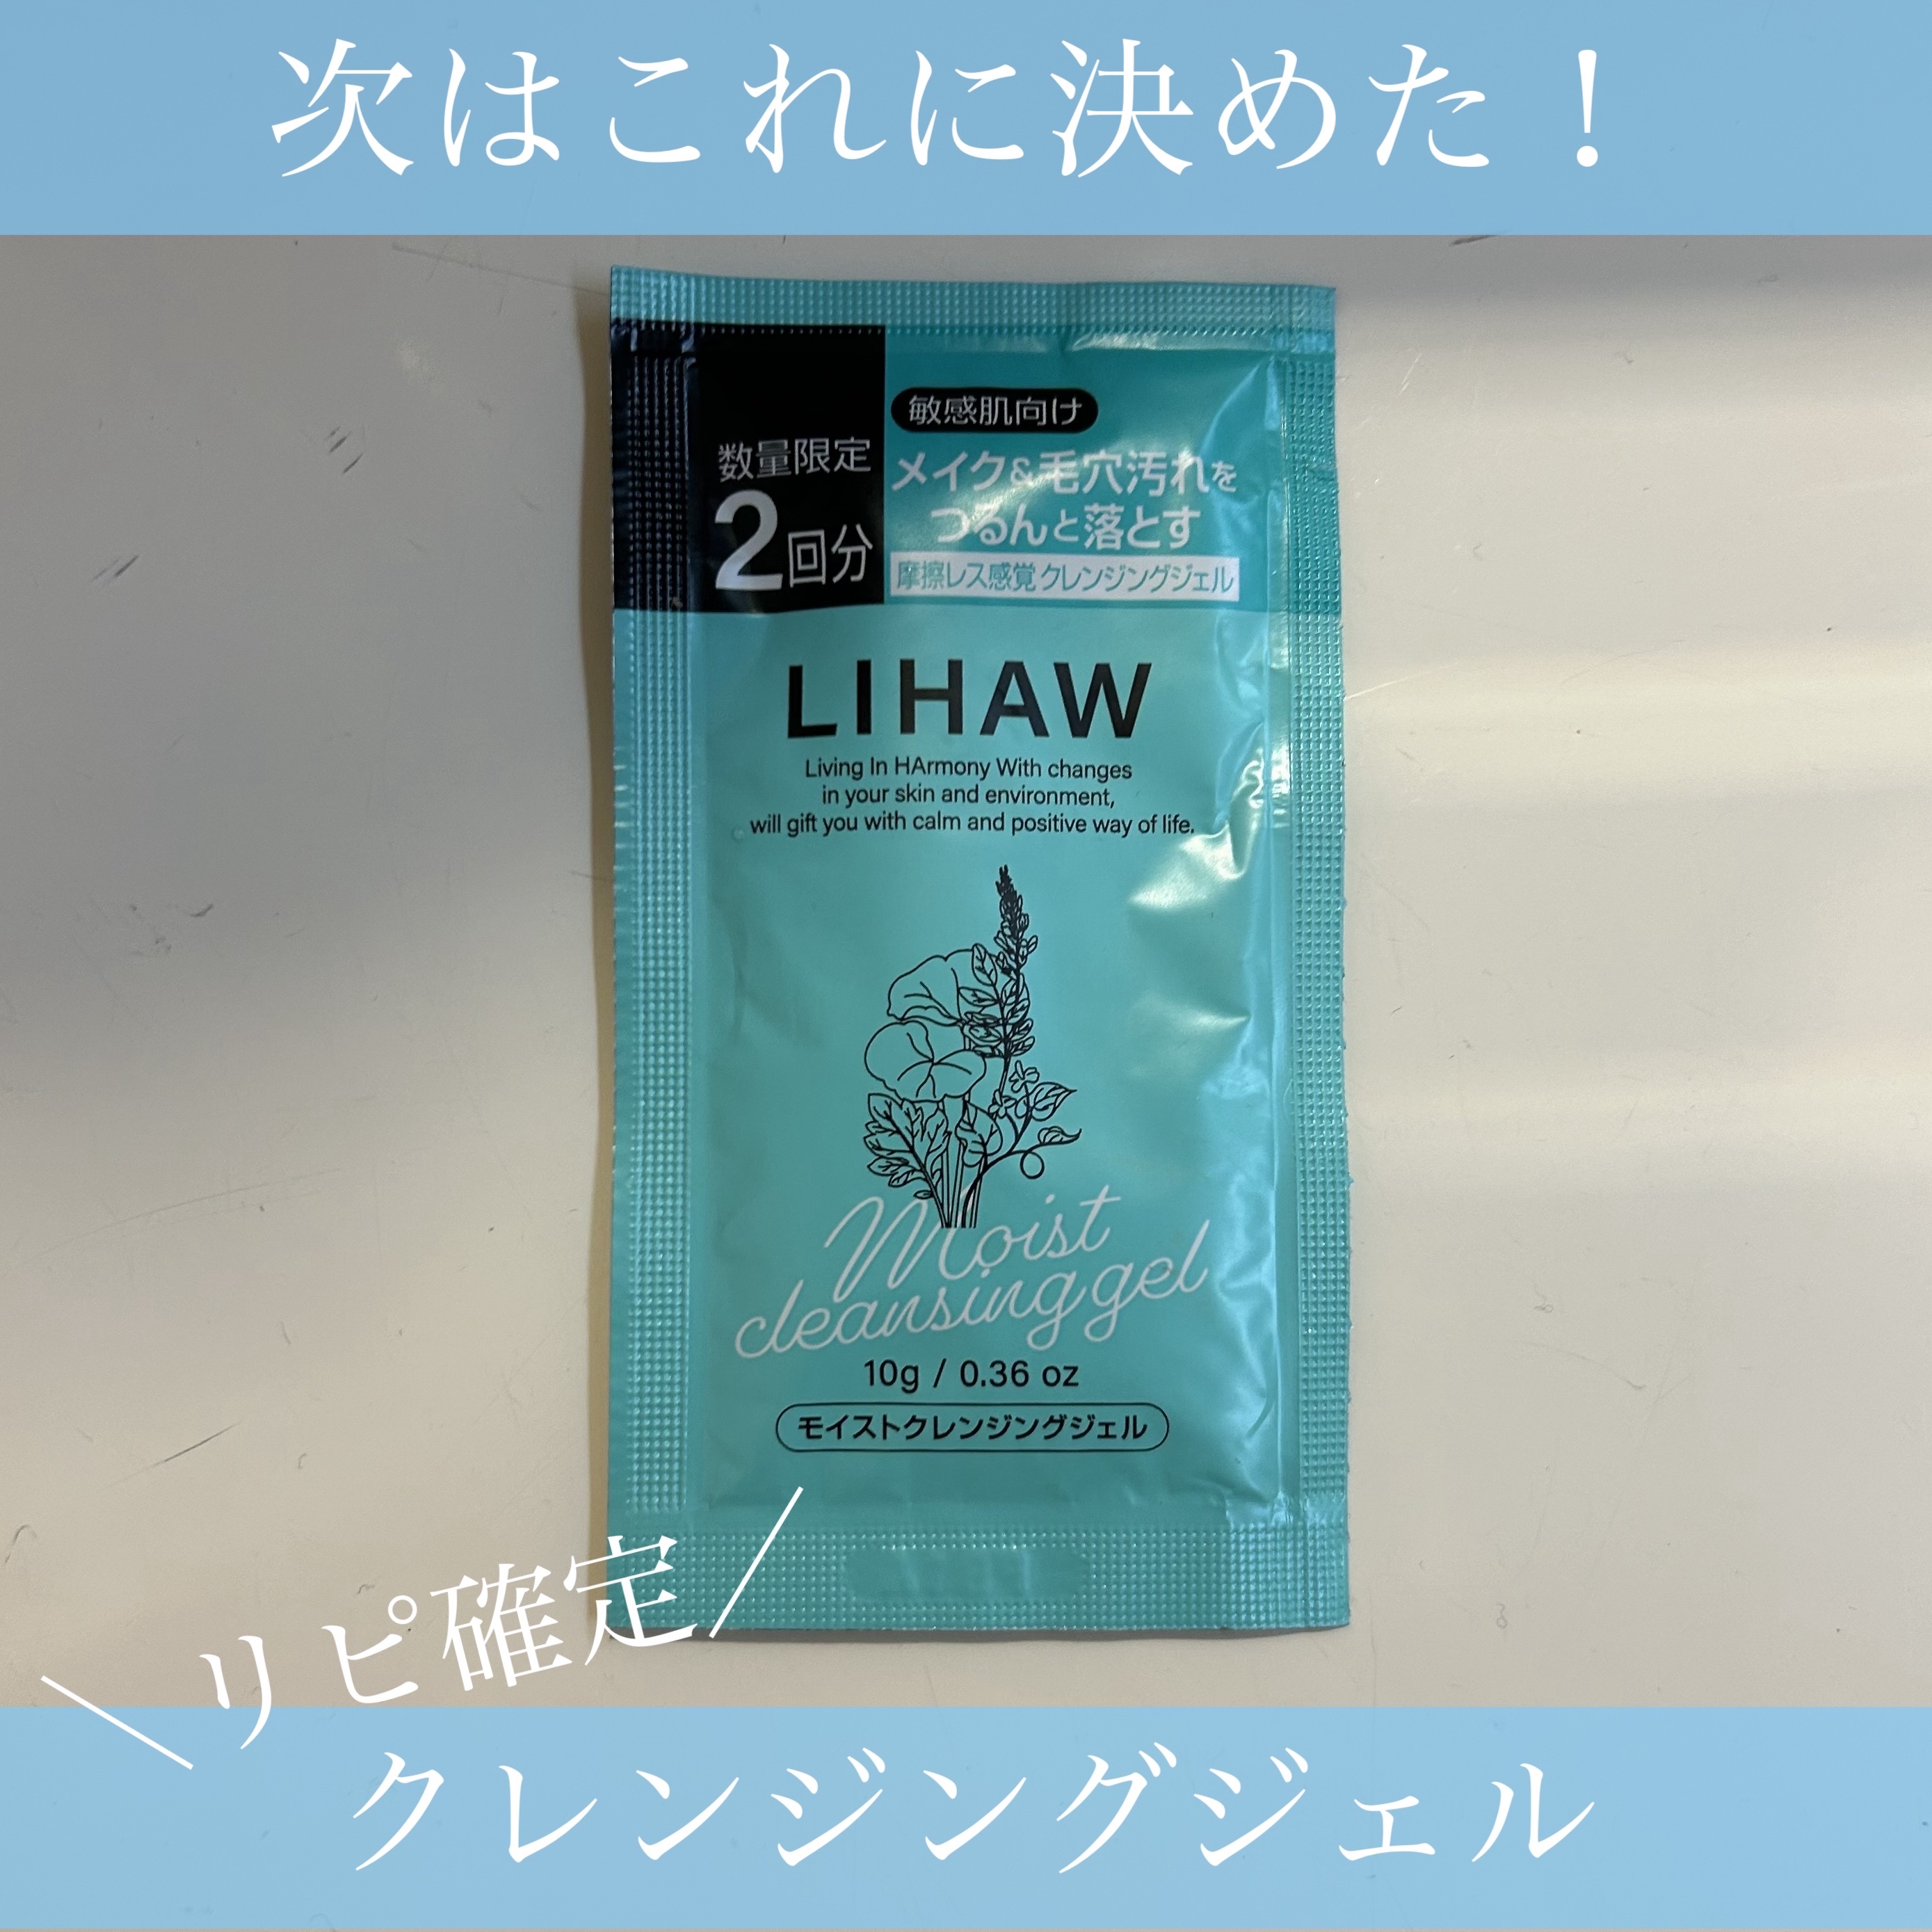 次はこれに決めた！
数量限定
2回分
敏感肌向け
メイク&毛穴汚れを
つるんと落とす
摩擦レス感覚 クレンジングジェル
LIHAW
Living In HArmony With changes
in your skin and environment,
will gift you with calm and positive way of life.
Moist
cleansing gel
10g / 0.36 oz
モイストクレンジングジェル
＼リピ確定／
クレンジングジェル